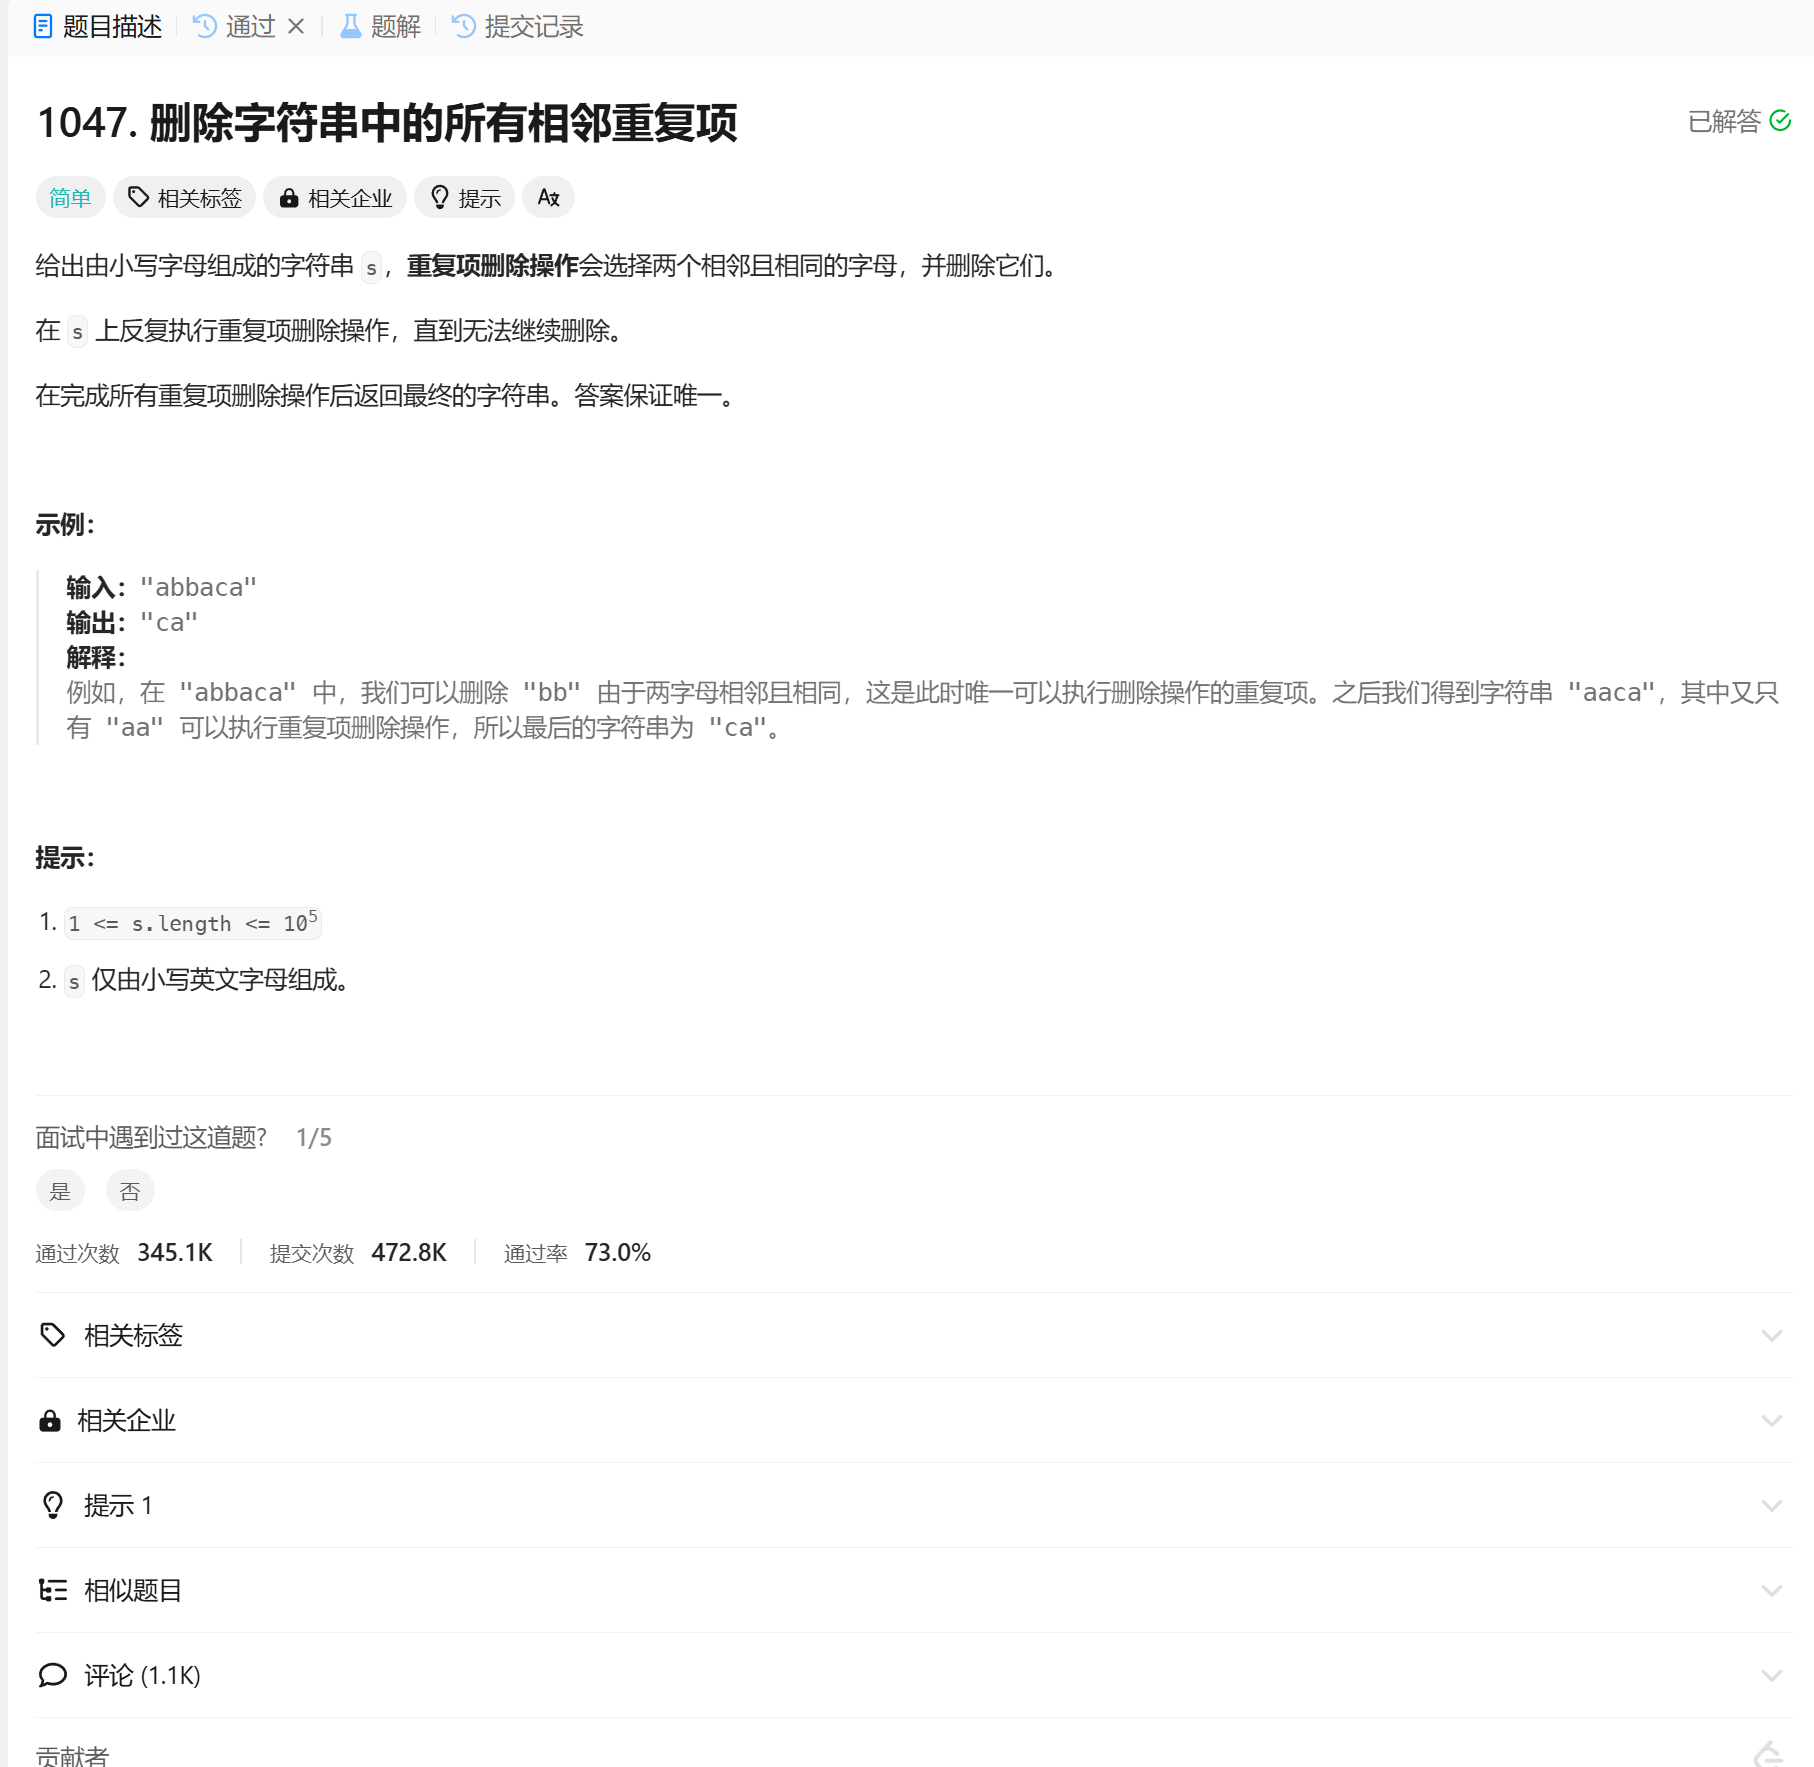 题目描述 通过 题解 提交记录
1047. 删除字符串中的所有相邻重复项
已解答
简单 相关标签 相关企业 提示
给出由小写字母组成的字符串 s，重复项删除操作会选择两个相邻且相同的字母，并删除它们。
在 s 上反复执行重复项删除操作，直到无法继续删除。
在完成所有重复项删除操作后返回最终的字符串。答案保证唯一。
示例：
输入："abbaca"
输出："ca"
解释：
例如，在 "abbaca" 中，我们可以删除 "bb" 由于两字母相邻且相同，这是此时唯一可以执行删除操作的重复项。之后我们得到字符串 "aaca"，其中又只
有 "aa" 可以执行重复项删除操作，所以最后的字符串为 "ca"。
提示：
1. 1 <= s.length <= 10⁵
2. s 仅由小写英文字母组成。
面试中遇到过这道题? 1/5
是 否
通过次数 345.1K 提交次数 472.8K 通过率 73.0%
相关标签
相关企业
提示 1
相似题目
评论 (1.1K)
贡献者